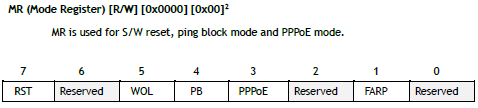 MR (Mode Register) [R/W] [0x0000] [0x00]²
MR is used for S/W reset, ping block mode and PPPoE mode.
7 6 5 4 3 2 1 0
RST Reserved WOL PB PPPoE Reserved FARP Reserved